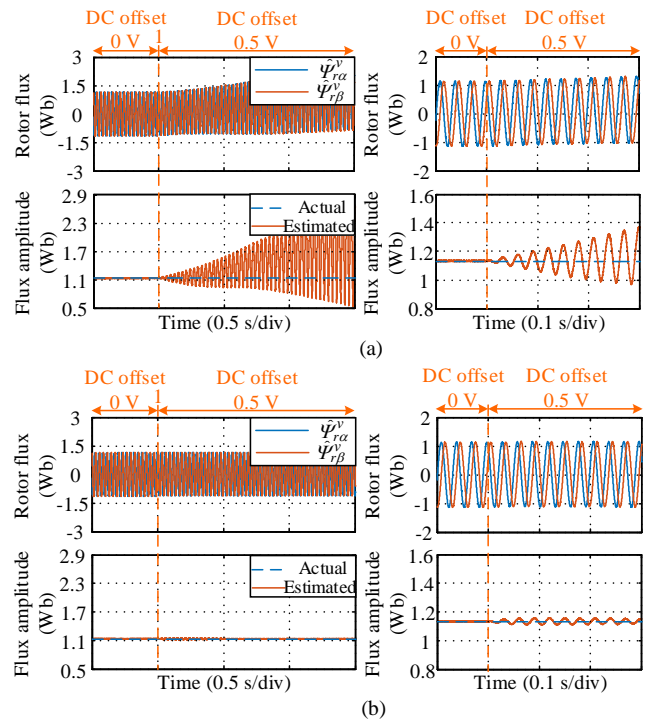 DC offset
0 V
1
DC offset
0.5 V
3
1.5
0
-1.5
-3
Rotor flux
(Wb)
Ψ̂ᵛrα
Ψ̂ᵛrβ
DC offset
0 V
DC offset
0.5 V
2
1
0
-1
-2
Rotor flux
(Wb)
2.9
2.3
1.7
1.1
0.5
Flux amplitude
(Wb)
Actual
Estimated
Time (0.5 s/div)
1.6
1.4
1.2
1
0.8
Flux amplitude
(Wb)
Time (0.1 s/div)
(a)
DC offset
0 V
1
DC offset
0.5 V
3
1.5
0
-1.5
-3
Rotor flux
(Wb)
Ψ̂ᵛrα
Ψ̂ᵛrβ
DC offset
0 V
DC offset
0.5 V
2
1
0
-1
-2
Rotor flux
(Wb)
2.9
2.3
1.7
1.1
0.5
Flux amplitude
(Wb)
Actual
Estimated
Time (0.5 s/div)
1.6
1.4
1.2
1
0.8
Flux amplitude
(Wb)
Time (0.1 s/div)
(b)